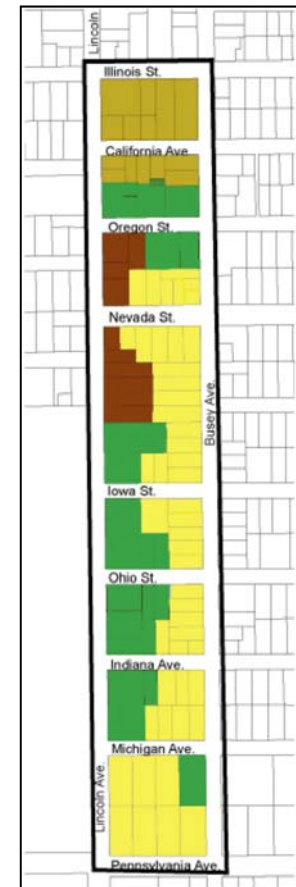 Lincoln
Illinois St.
California Ave
Oregon St.
Nevada St.
Busey Ave.
Iowa St.
Ohio St.
Indiana Ave.
Michigan Ave.
Lincoln Ave.
Pennsylvania Ave.